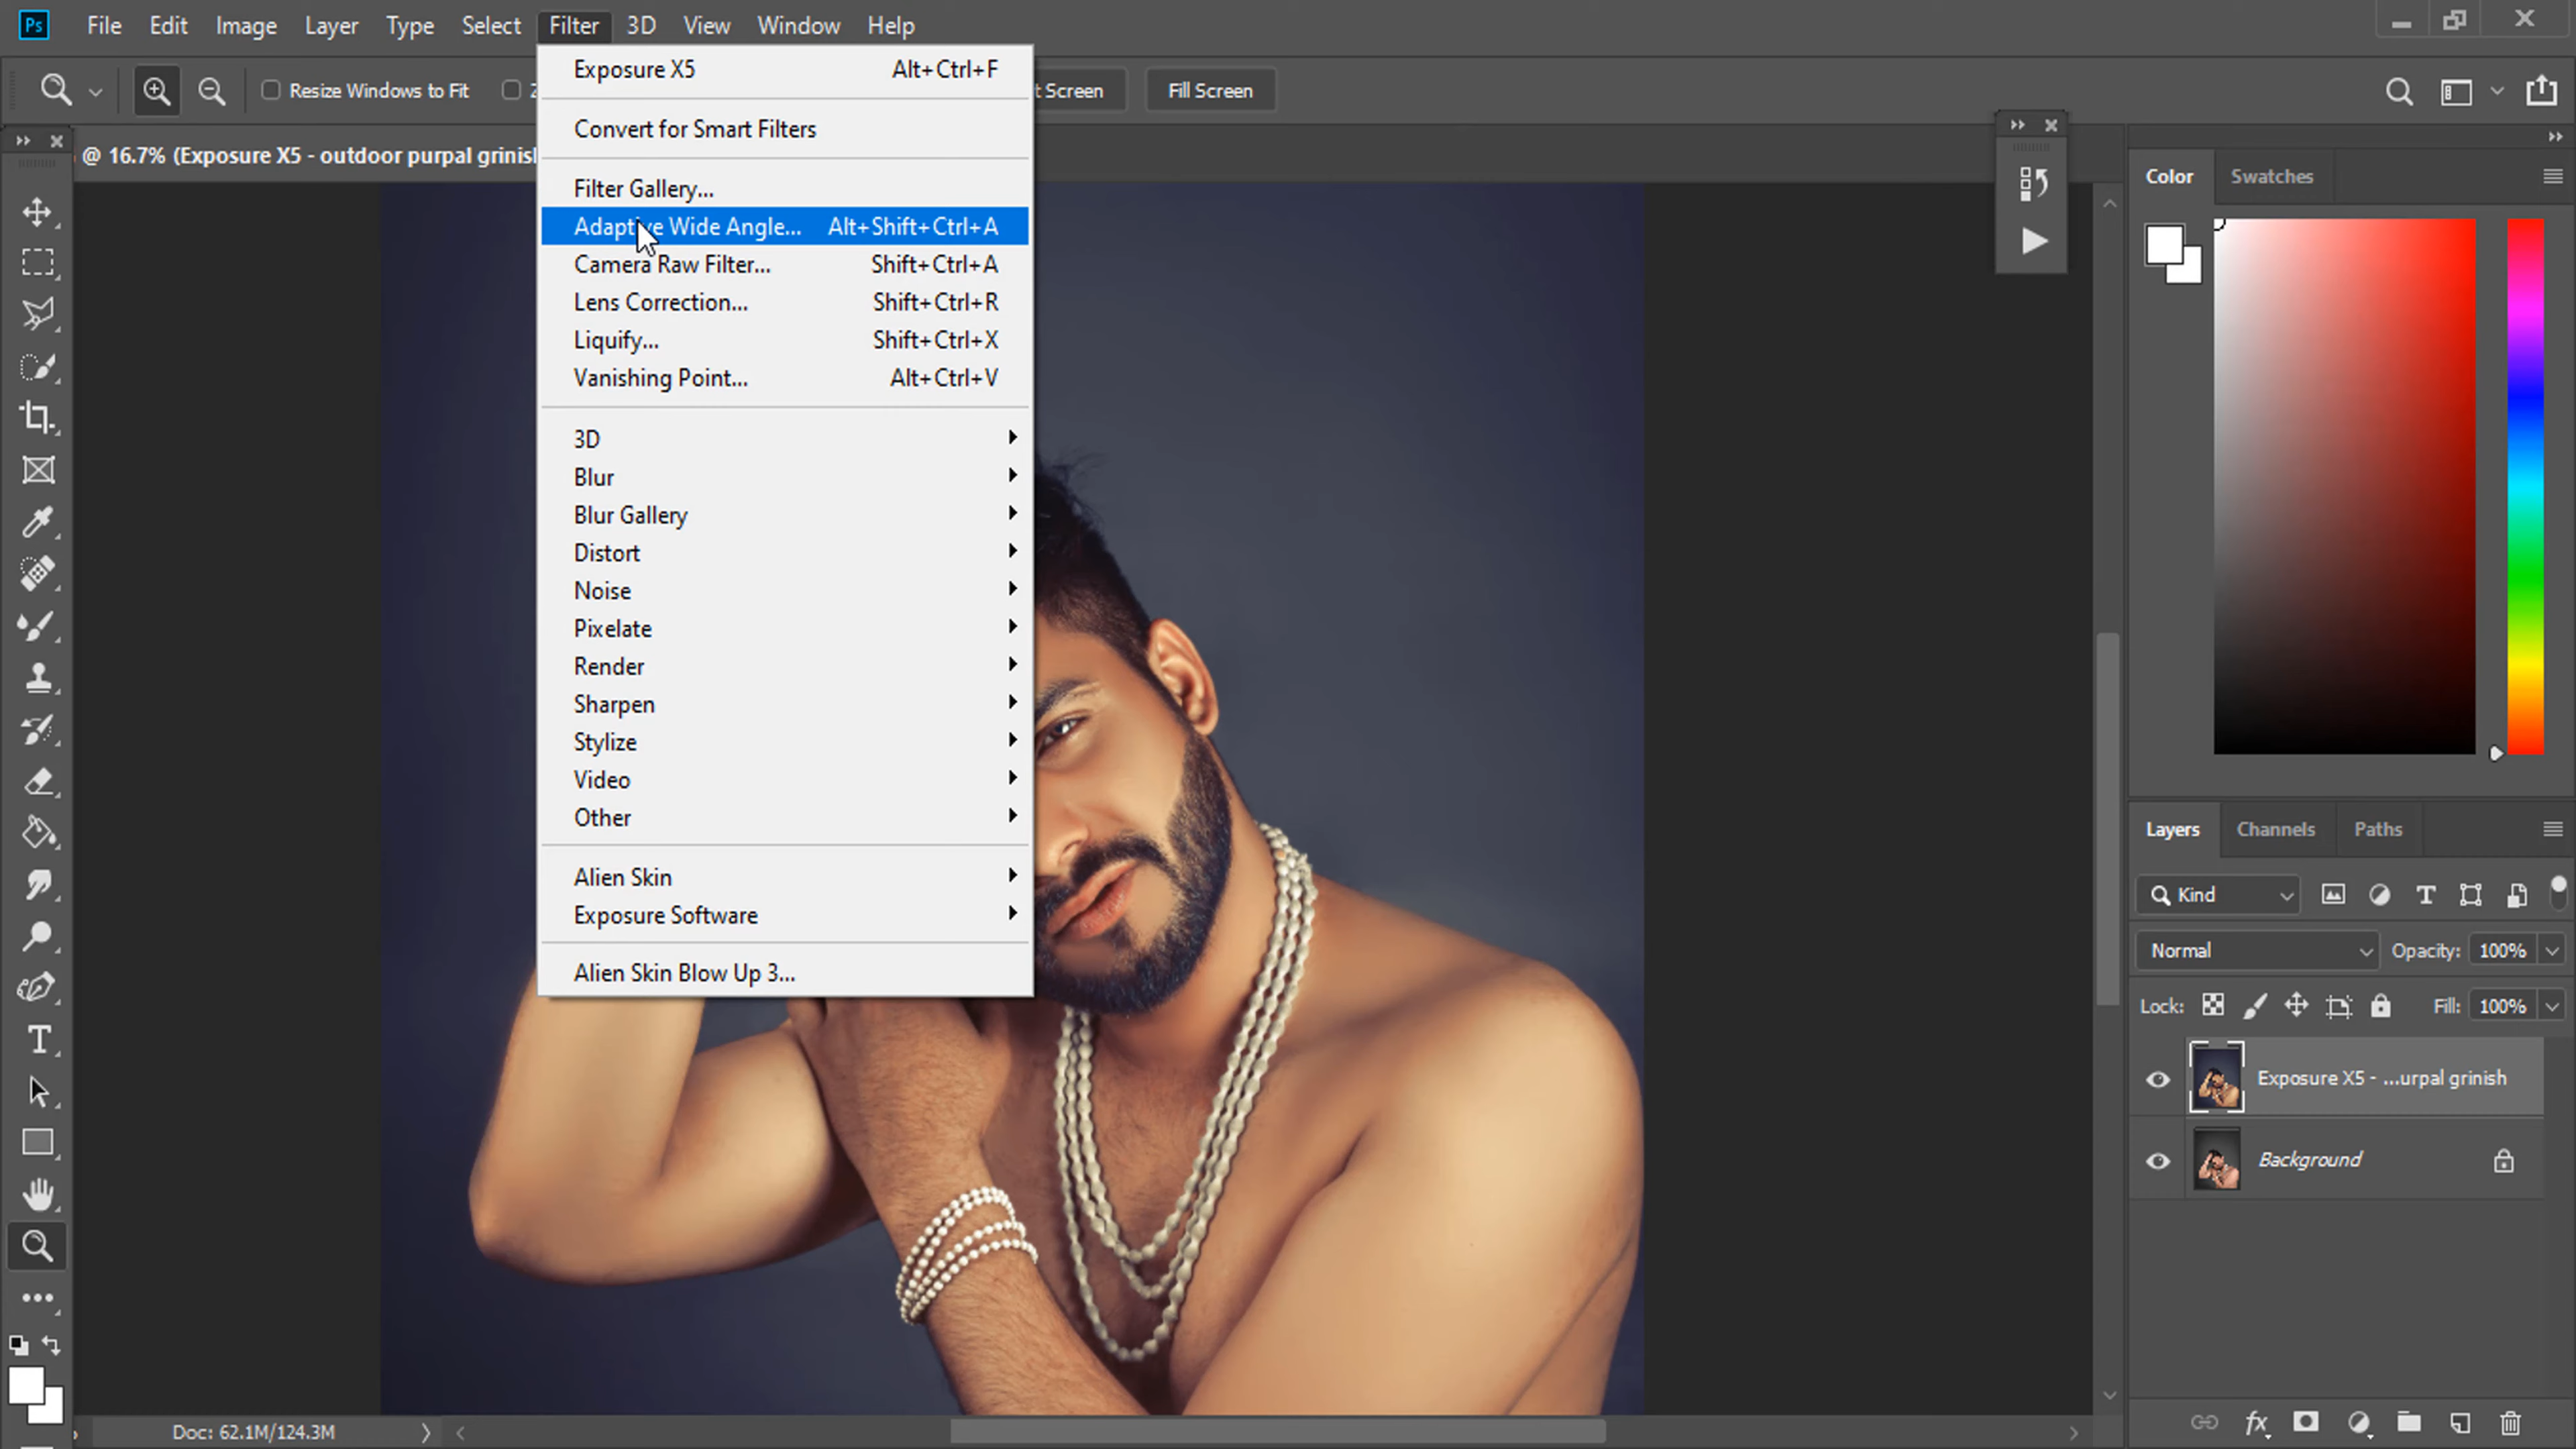 Ps File Edit Image Layer Type Select Filter 3D View Window Help
Resize Windows to Fit
t Screen Fill Screen
@ 16.7% (Exposure X5 - outdoor purpal grinish
Exposure X5 Alt+Ctrl+F
Convert for Smart Filters
Filter Gallery...
Adaptive Wide Angle... Alt+Shift+Ctrl+A
Camera Raw Filter... Shift+Ctrl+A
Lens Correction... Shift+Ctrl+R
Liquify... Shift+Ctrl+X
Vanishing Point... Alt+Ctrl+V
3D
Blur
Blur Gallery
Distort
Noise
Pixelate
Render
Sharpen
Stylize
Video
Other
Alien Skin
Exposure Software
Alien Skin Blow Up 3...
Color Swatches
Layers Channels Paths
Kind
Normal Opacity: 100%
Lock: Fill: 100%
Exposure X5 - ...urpal grinish
Background
fx
Doc: 62.1M/124.3M